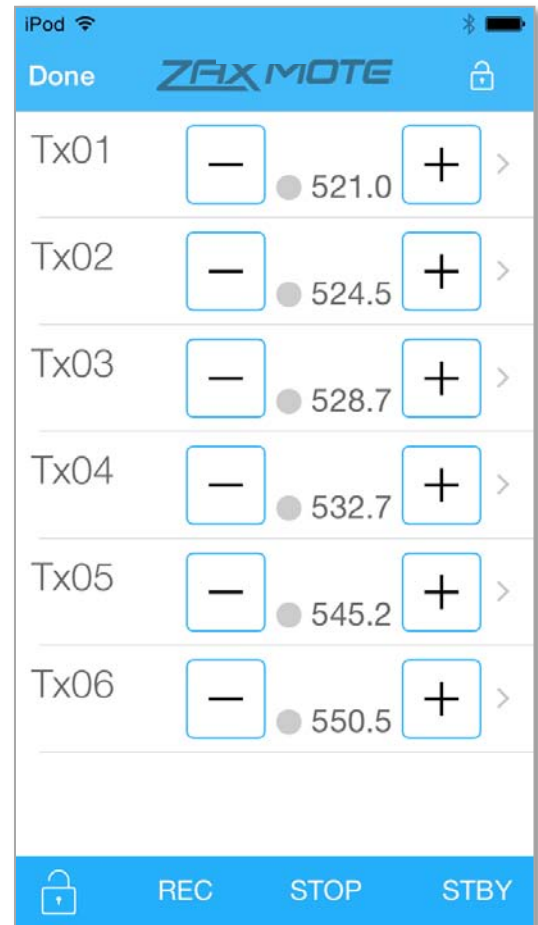 iPod
Done ZAXMOTE
Tx01 − 521.0 +
Tx02 − 524.5 +
Tx03 − 528.7 +
Tx04 − 532.7 +
Tx05 − 545.2 +
Tx06 − 550.5 +
REC STOP STBY